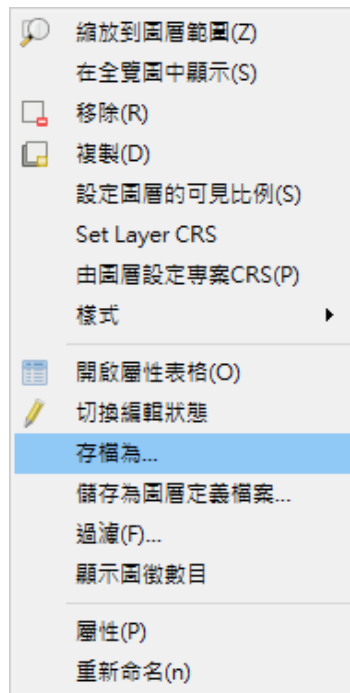 縮放到圖層範圍(Z)
在全覽圖中顯示(S)
移除(R)
複製(D)
設定圖層的可見比例(S)
Set Layer CRS
由圖層設定專案CRS(P)
樣式
開啟屬性表格(O)
切換編輯狀態
存檔為...
儲存為圖層定義檔案...
過濾(F)...
顯示圖徵數目
屬性(P)
重新命名(n)